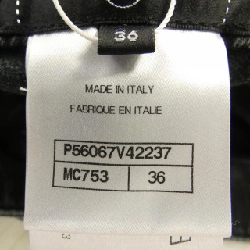 36
MADE IN ITALY
FABRIQUE EN ITALIE
P56067V42237
MC753 36